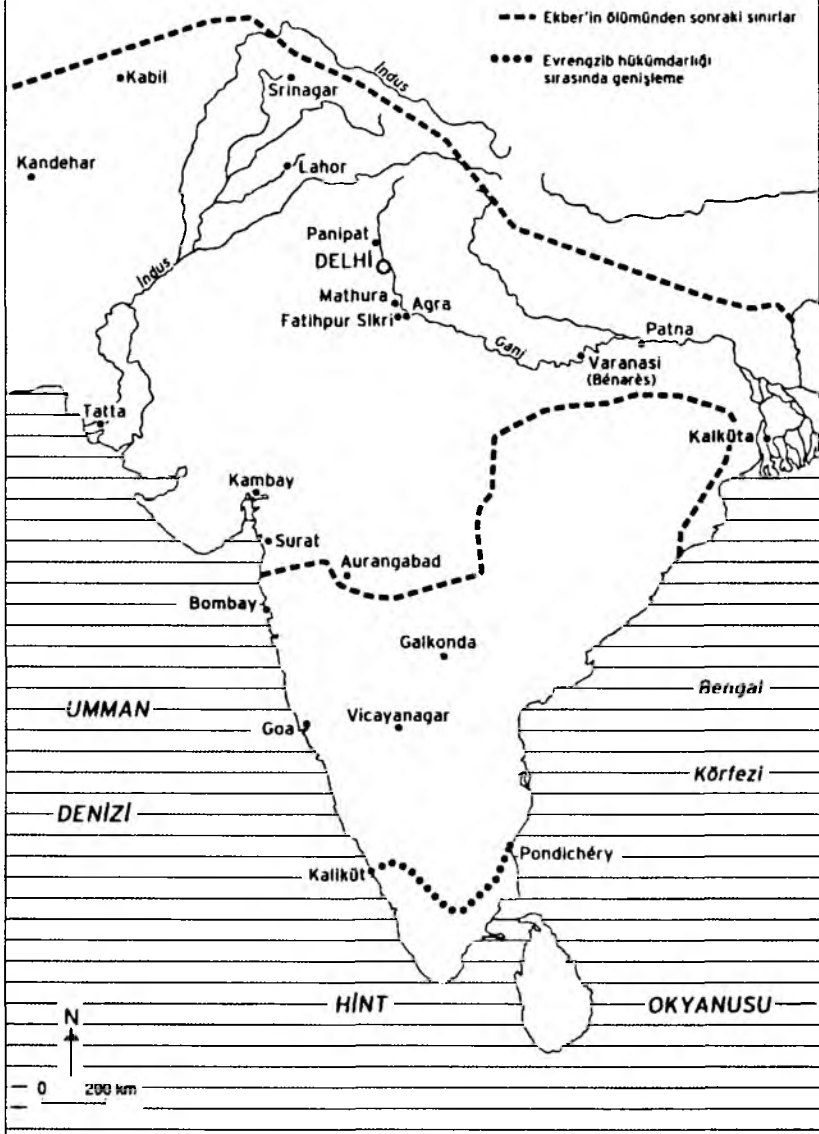 Ekber'in ölümünden sonraki sınırlar
Evrengzib hükümdarlığı
sırasında genişleme
Indus
Kabil
Srinagar
Kandehar
Lahor
Panipat
DELHİ
Indus
Mathura
Agra
Fatihpur Sikri
Ganj
Patna
Varanasi
(Bénarès)
Tatta
Kalküta
Kambay
Surat
Aurangabad
Bombay
Galkonda
Bengal
UMMAN
Vicayanagar
Goa
Körfezi
DENİZİ
Pondichéry
Kaliküt
HİNT
OKYANUSU
N
0 200 km